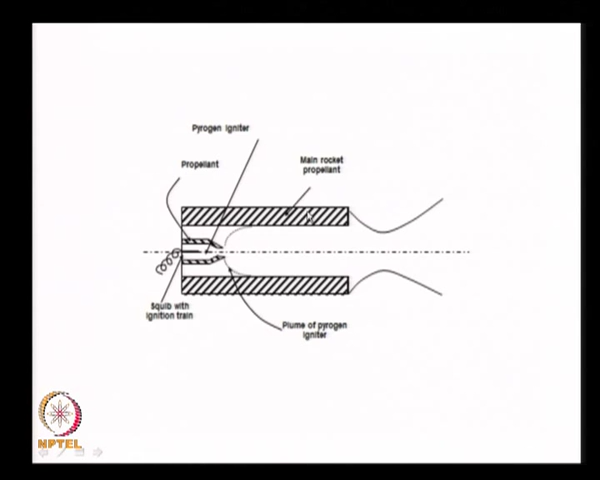 Pyrogen Igniter
Propellant
Main rocket
propellant
Squib with
ignition train
Plume of pyrogen
igniter
NPTEL